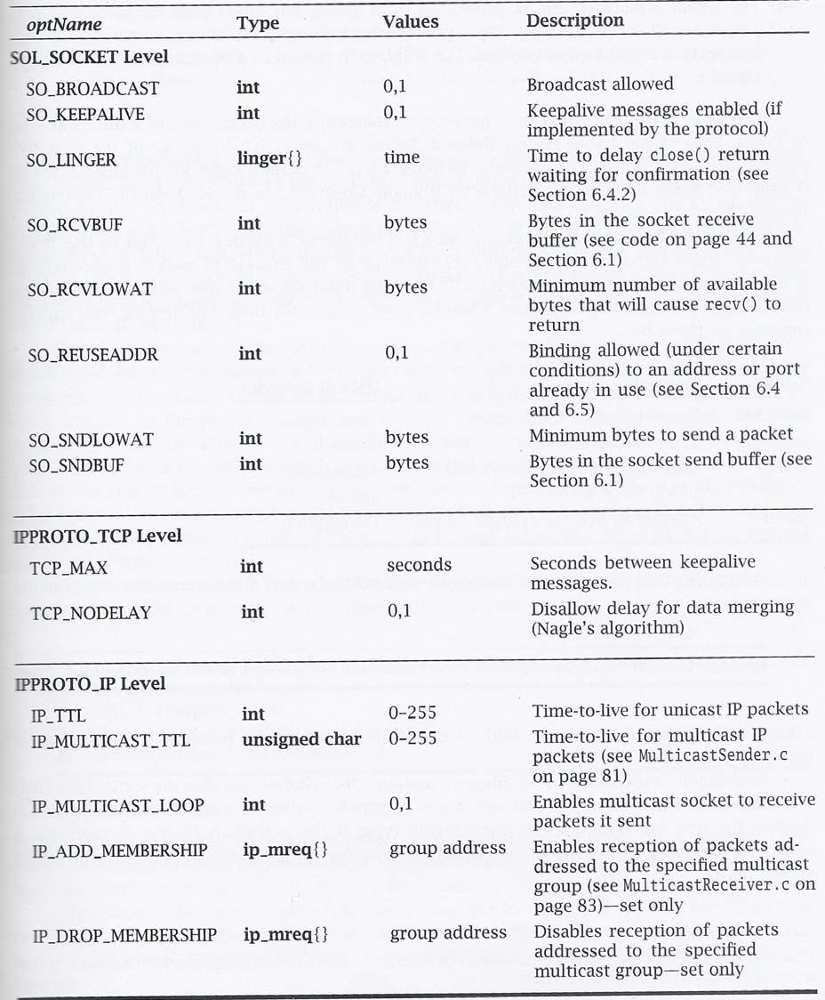 optName Type Values Description
SOL_SOCKET Level
SO_BROADCAST int 0,1 Broadcast allowed
SO_KEEPALIVE int 0,1 Keepalive messages enabled (if
implemented by the protocol)
SO_LINGER linger{} time Time to delay close() return
waiting for confirmation (see
Section 6.4.2)
SO_RCVBUF int bytes Bytes in the socket receive
buffer (see code on page 44 and
Section 6.1)
SO_RCVLOWAT int bytes Minimum number of available
bytes that will cause recv() to
return
SO_REUSEADDR int 0,1 Binding allowed (under certain
conditions) to an address or port
already in use (see Section 6.4
and 6.5)
SO_SNDLOWAT int bytes Minimum bytes to send a packet
SO_SNDBUF int bytes Bytes in the socket send buffer (see
Section 6.1)
IPPROTO_TCP Level
TCP_MAX int seconds Seconds between keepalive
messages.
TCP_NODELAY int 0,1 Disallow delay for data merging
(Nagle's algorithm)
IPPROTO_IP Level
IP_TTL int 0–255 Time-to-live for unicast IP packets
IP_MULTICAST_TTL unsigned char 0–255 Time-to-live for multicast IP
packets (see MulticastSender.c
on page 81)
IP_MULTICAST_LOOP int 0,1 Enables multicast socket to receive
packets it sent
IP_ADD_MEMBERSHIP ip_mreq{} group address Enables reception of packets ad-
dressed to the specified multicast
group (see MulticastReceiver.c on
page 83)—set only
IP_DROP_MEMBERSHIP ip_mreq{} group address Disables reception of packets
addressed to the specified
multicast group—set only